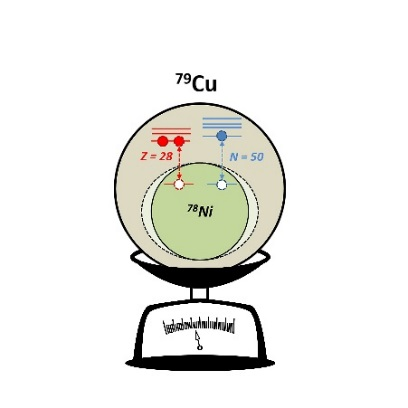 ⁷⁹Cu
Z = 28
N = 50
⁷⁸Ni